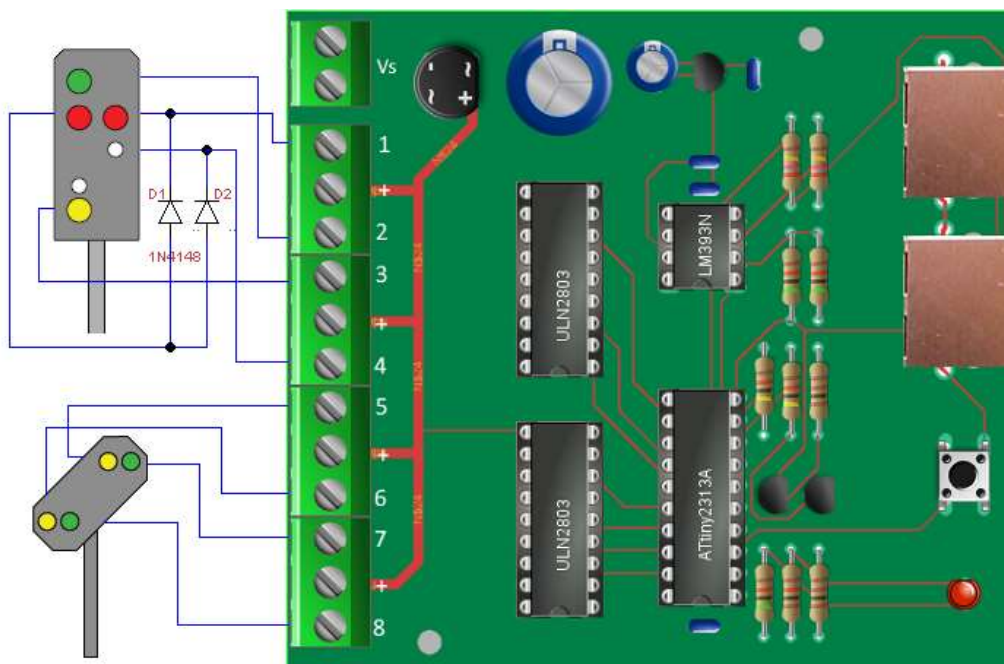 Vs
- ~
~ +
1
+
2
3
+
4
5
+
6
7
+
8
D1 D2
1N4148
ULN2803
LM393N
ULN2803
ATtiny2313A